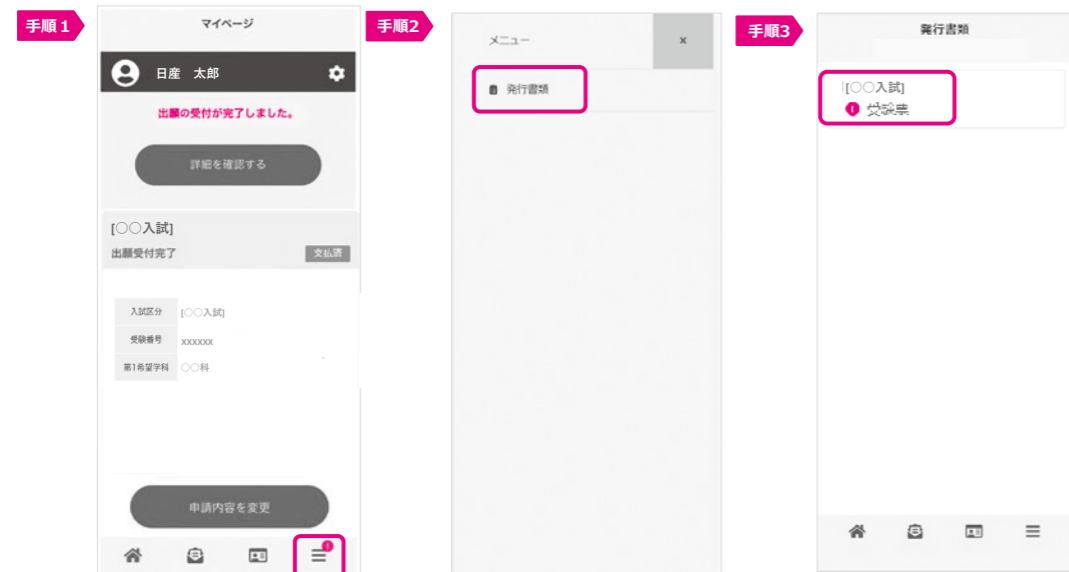 手順1
マイページ
日産 太郎
出願の受付が完了しました。
詳細を確認する
[○○入試]
出願受付完了
支払済
入試区分 [○○入試]
受験番号 xxxxxx
第1希望学科 ○○科
申請内容を変更
手順2
メニュー
×
発行書類
手順3
発行書類
[○○入試]
受験票